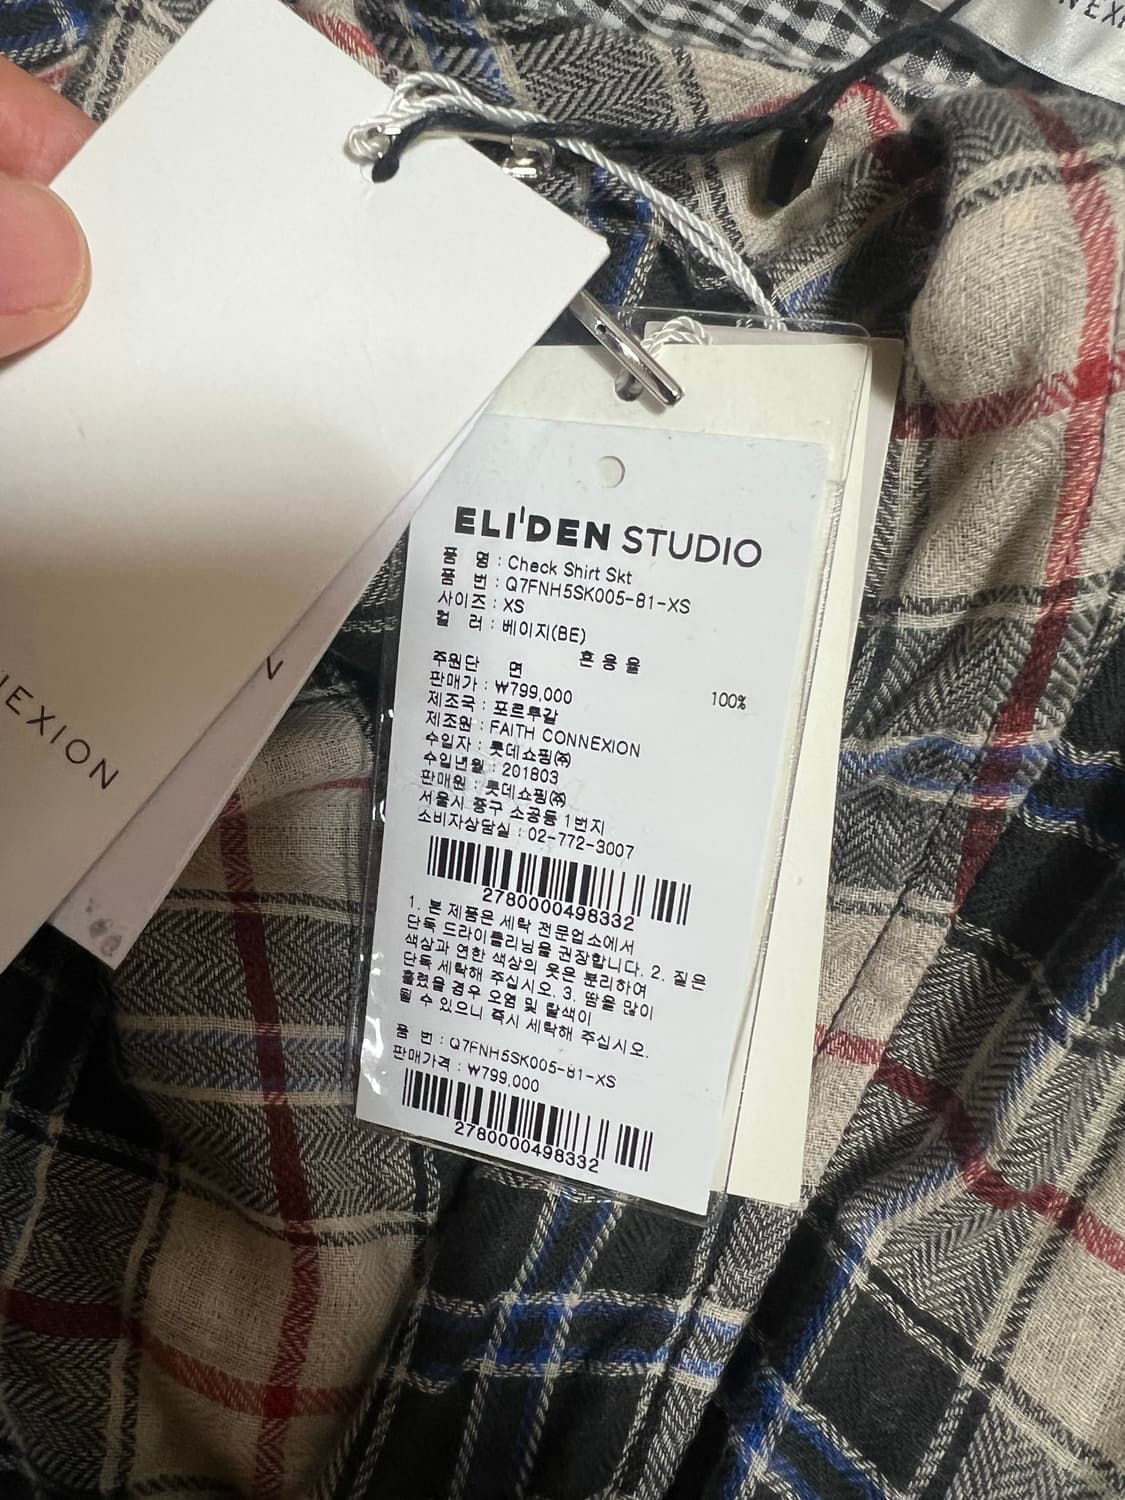 NEXI
NEXION
N
ELI'DEN STUDIO
품 명 : Check Shirt Skt
품 번 : Q7FNH5SK005-81-XS
사이즈 : XS
컬 러 : 베이지(BE)
혼 용 율
주원단 면 100%
판매가 : ₩799,000
제조국 : 포르투갈
제조원 : FAITH CONNEXION
수입자 : 롯데쇼핑㈜
수입년월 : 201803
판매원 : 롯데쇼핑㈜
서울시 중구 소공동 1번지
소비자상담실 : 02-772-3007
2780000498332
1. 본 제품은 세탁 전문업소에서
단독 드라이클리닝을 권장합니다. 2. 짙은
색상과 연한 색상의 옷은 분리하여
단독 세탁해 주십시오. 3. 땀을 많이
흘렸을 경우 오염 및 탈색이
될 수 있으니 즉시 세탁해 주십시오.
품 번 : Q7FNH5SK005-81-XS
판매가격 : ₩799,000
2780000498332